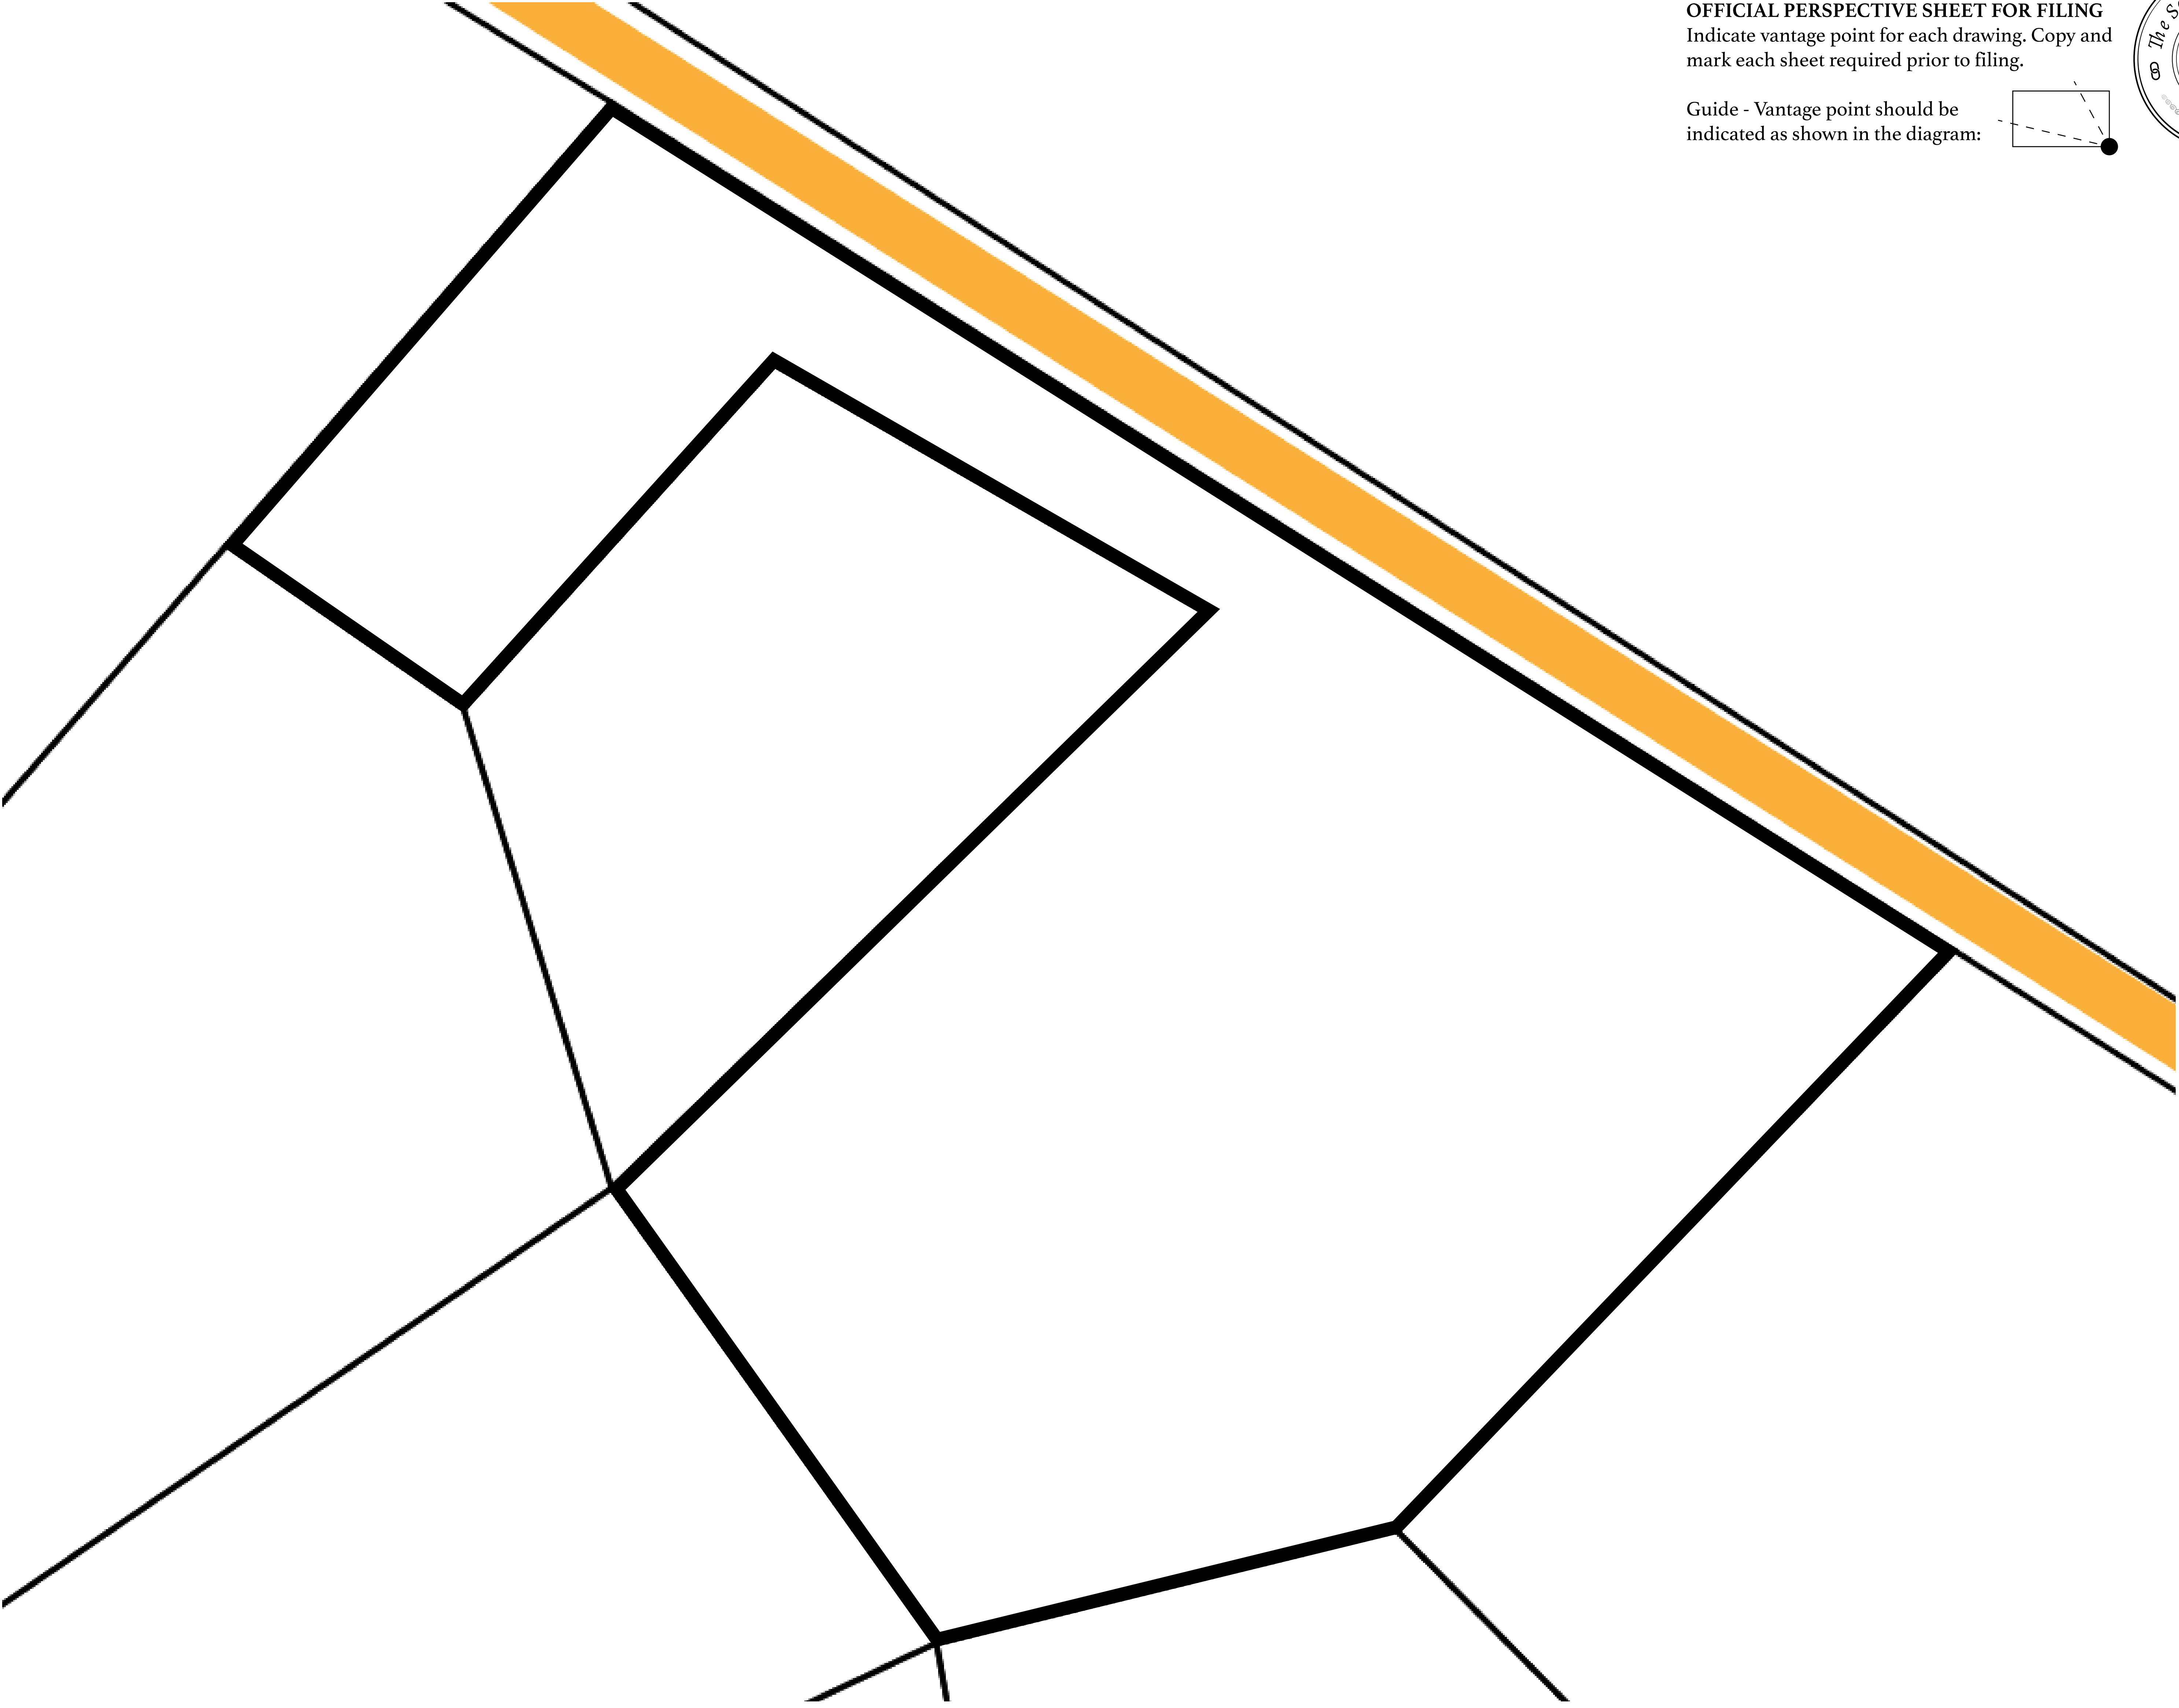 OFFICIAL PERSPECTIVE SHEET FOR FILING
Indicate vantage point for each drawing. Copy and
mark each sheet required prior to filing.
Guide - Vantage point should be
indicated as shown in the diagram:
The